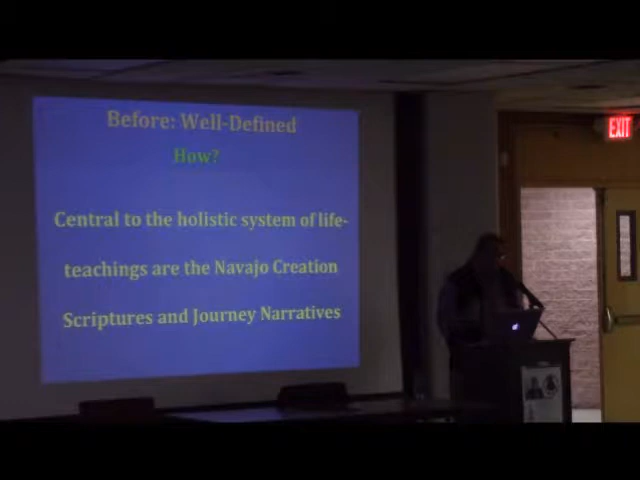 Before: Well-Defined
How?
Central to the holistic system of life-
teachings are the Navajo Creation
Scriptures and Journey Narratives
EXIT